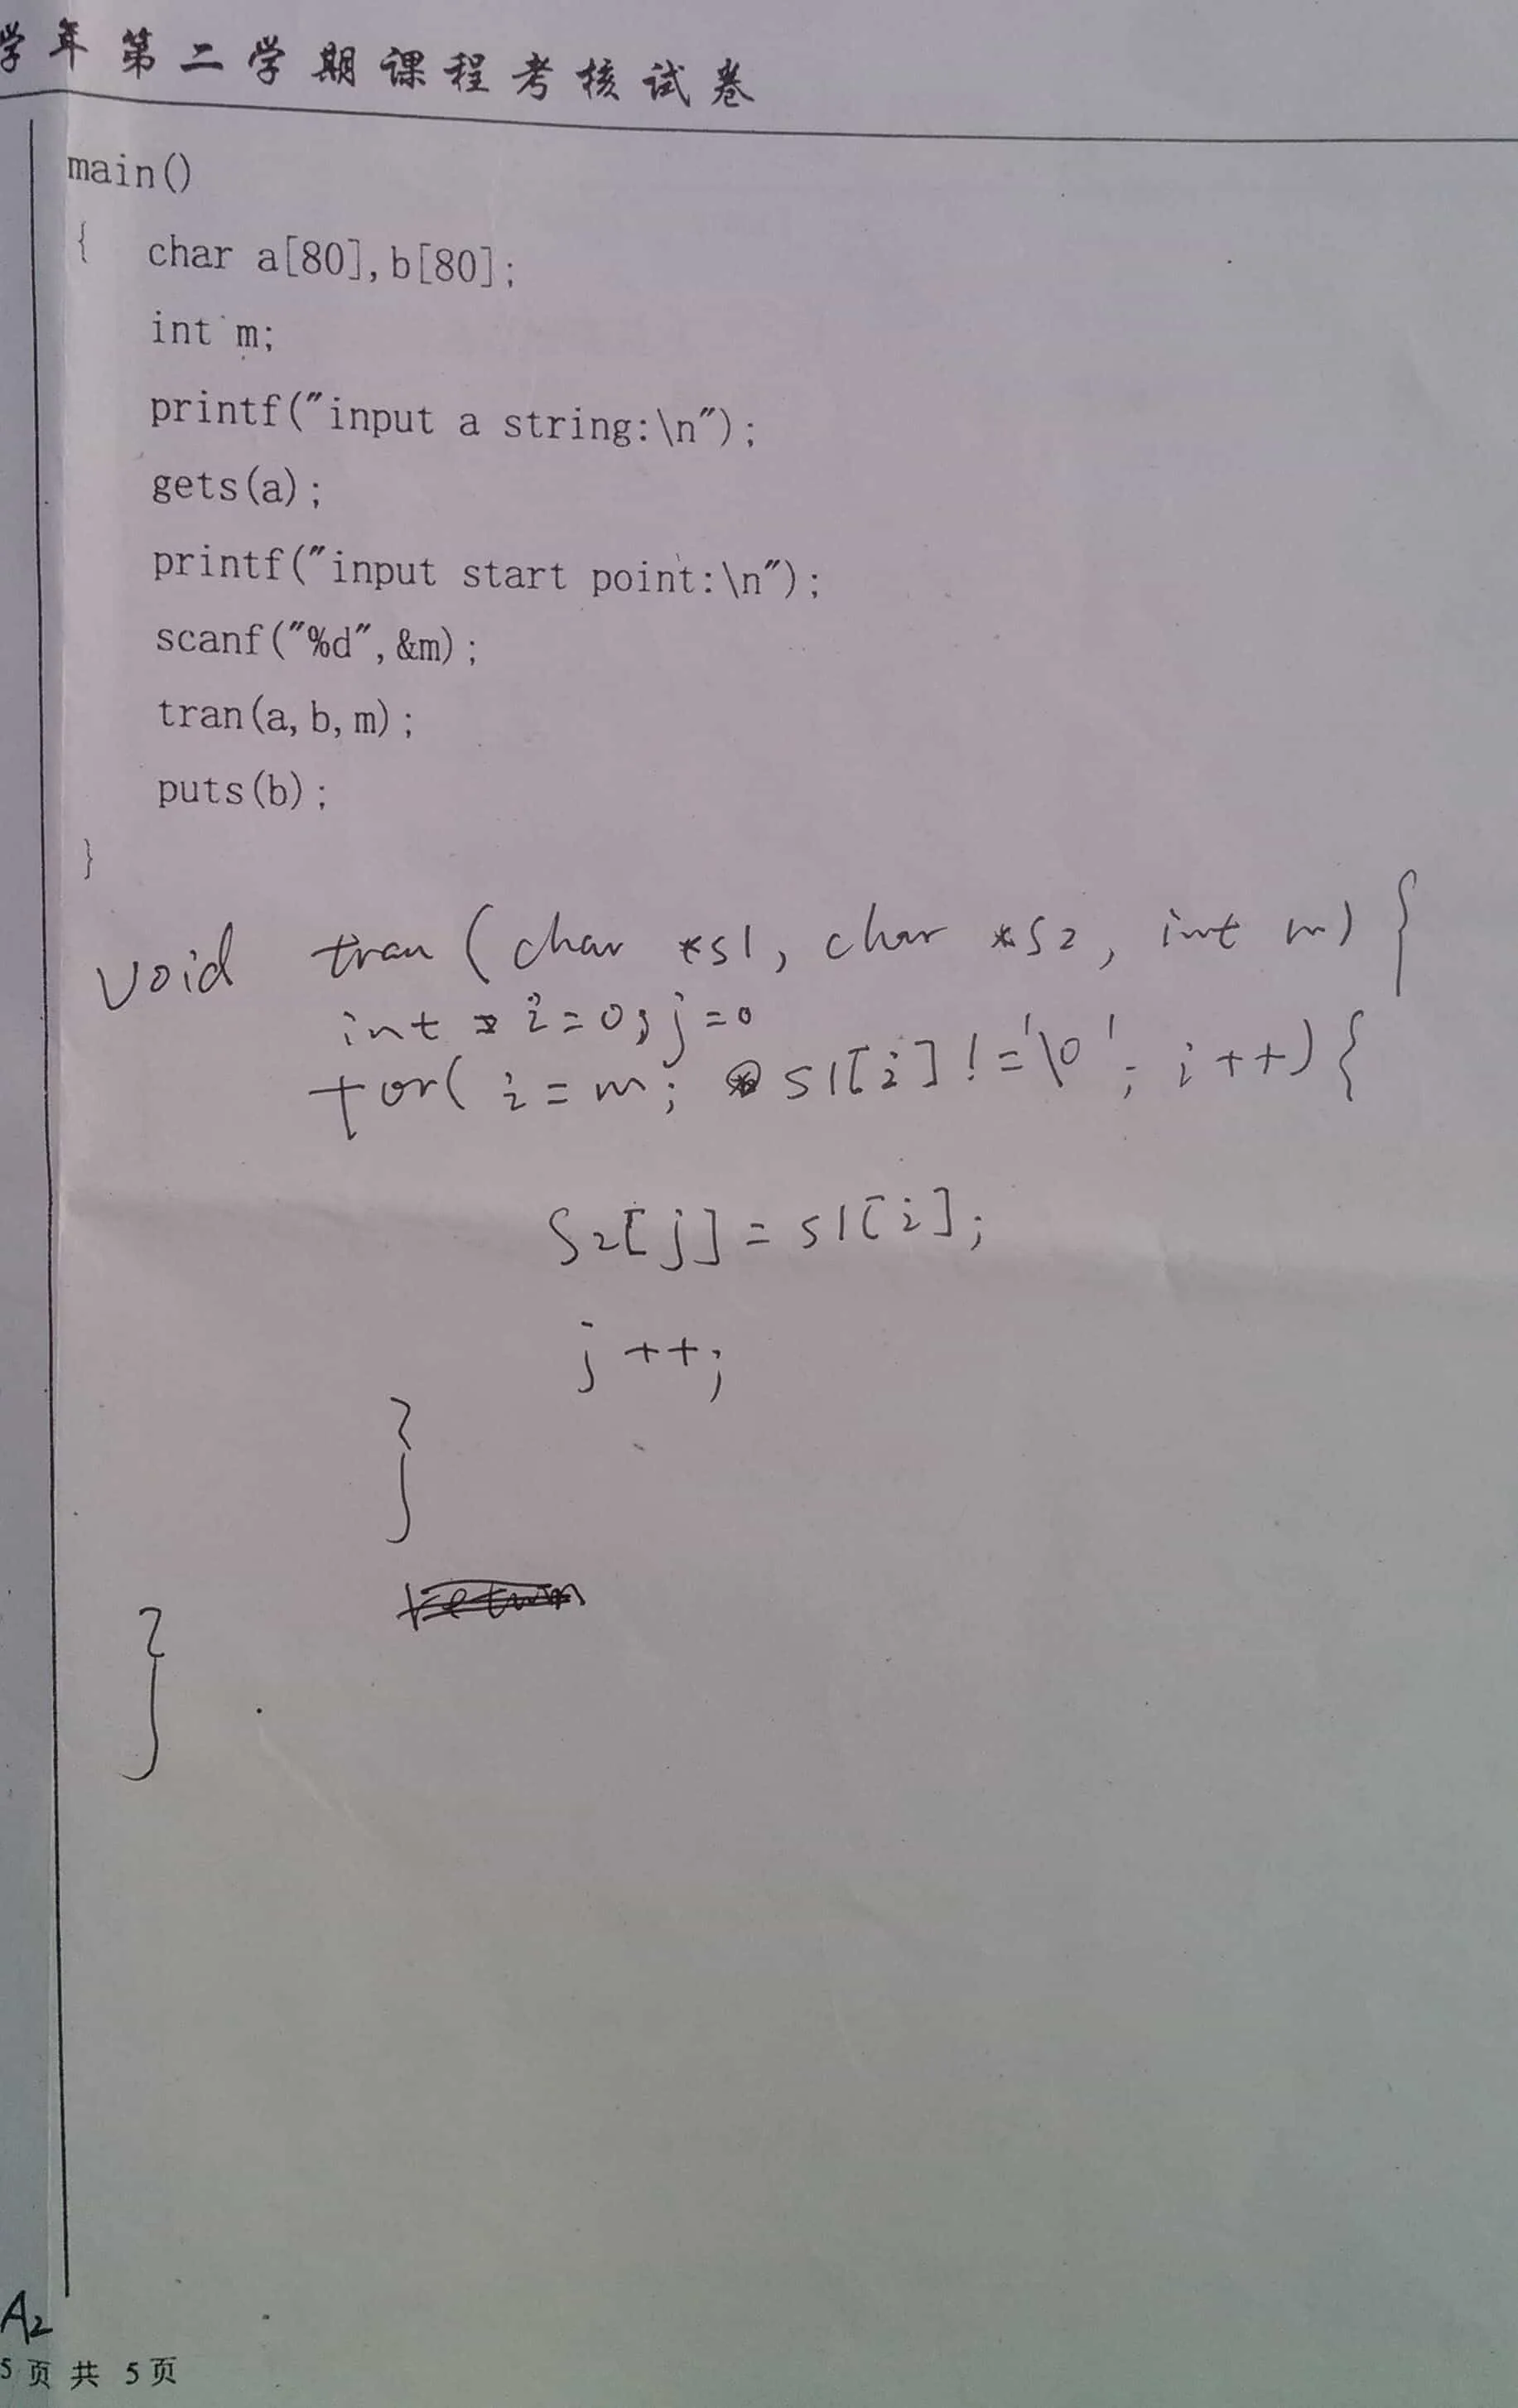 学年第二学期课程考核试卷
main()
{ char a[80],b[80];
int m;
printf("input a string:\n");
gets(a);
printf("input start point:\n");
scanf("%d",&m);
tran(a,b,m);
puts(b);
}
void tran (char *s1, char *s2, int m) {
int i=0; j=0
for( i=m; s1[i]!='\0'; i++) {
s2[j]=s1[i];
j++;
}
return
}
A2
5页 共 5页